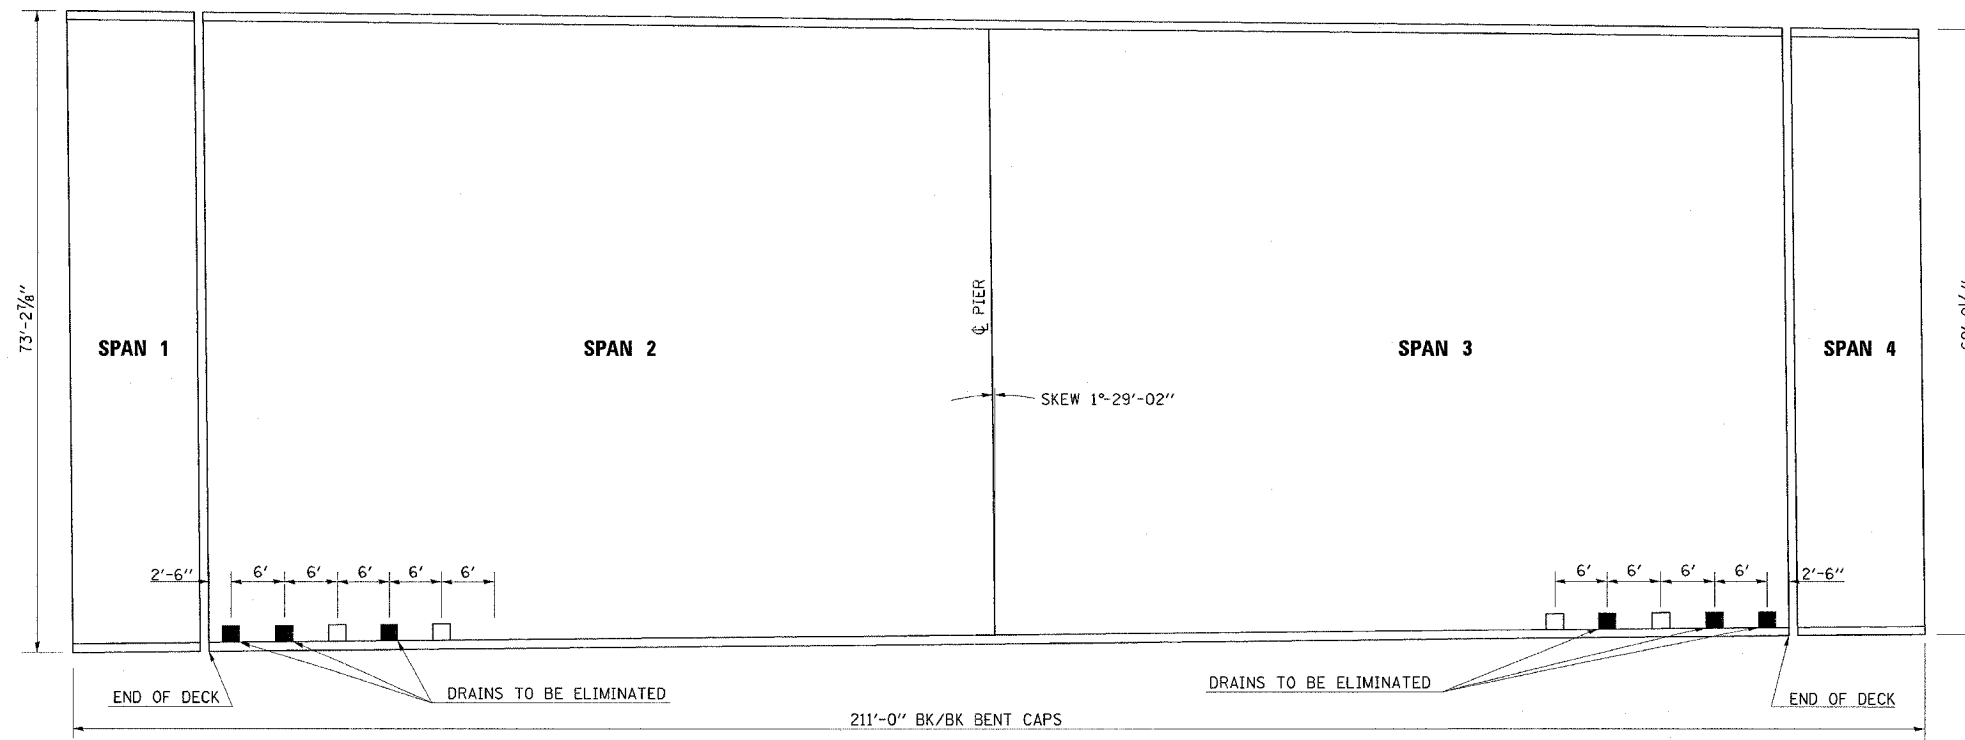 73'-2⅞"
SPAN 1
SPAN 2
℄ PIER
SPAN 3
SPAN 4
SKEW 1°-29'-02"
2'-6"
6' 6' 6' 6' 6'
6' 6' 6' 6'
2'-6"
END OF DECK
DRAINS TO BE ELIMINATED
DRAINS TO BE ELIMINATED
END OF DECK
211'-0" BK/BK BENT CAPS